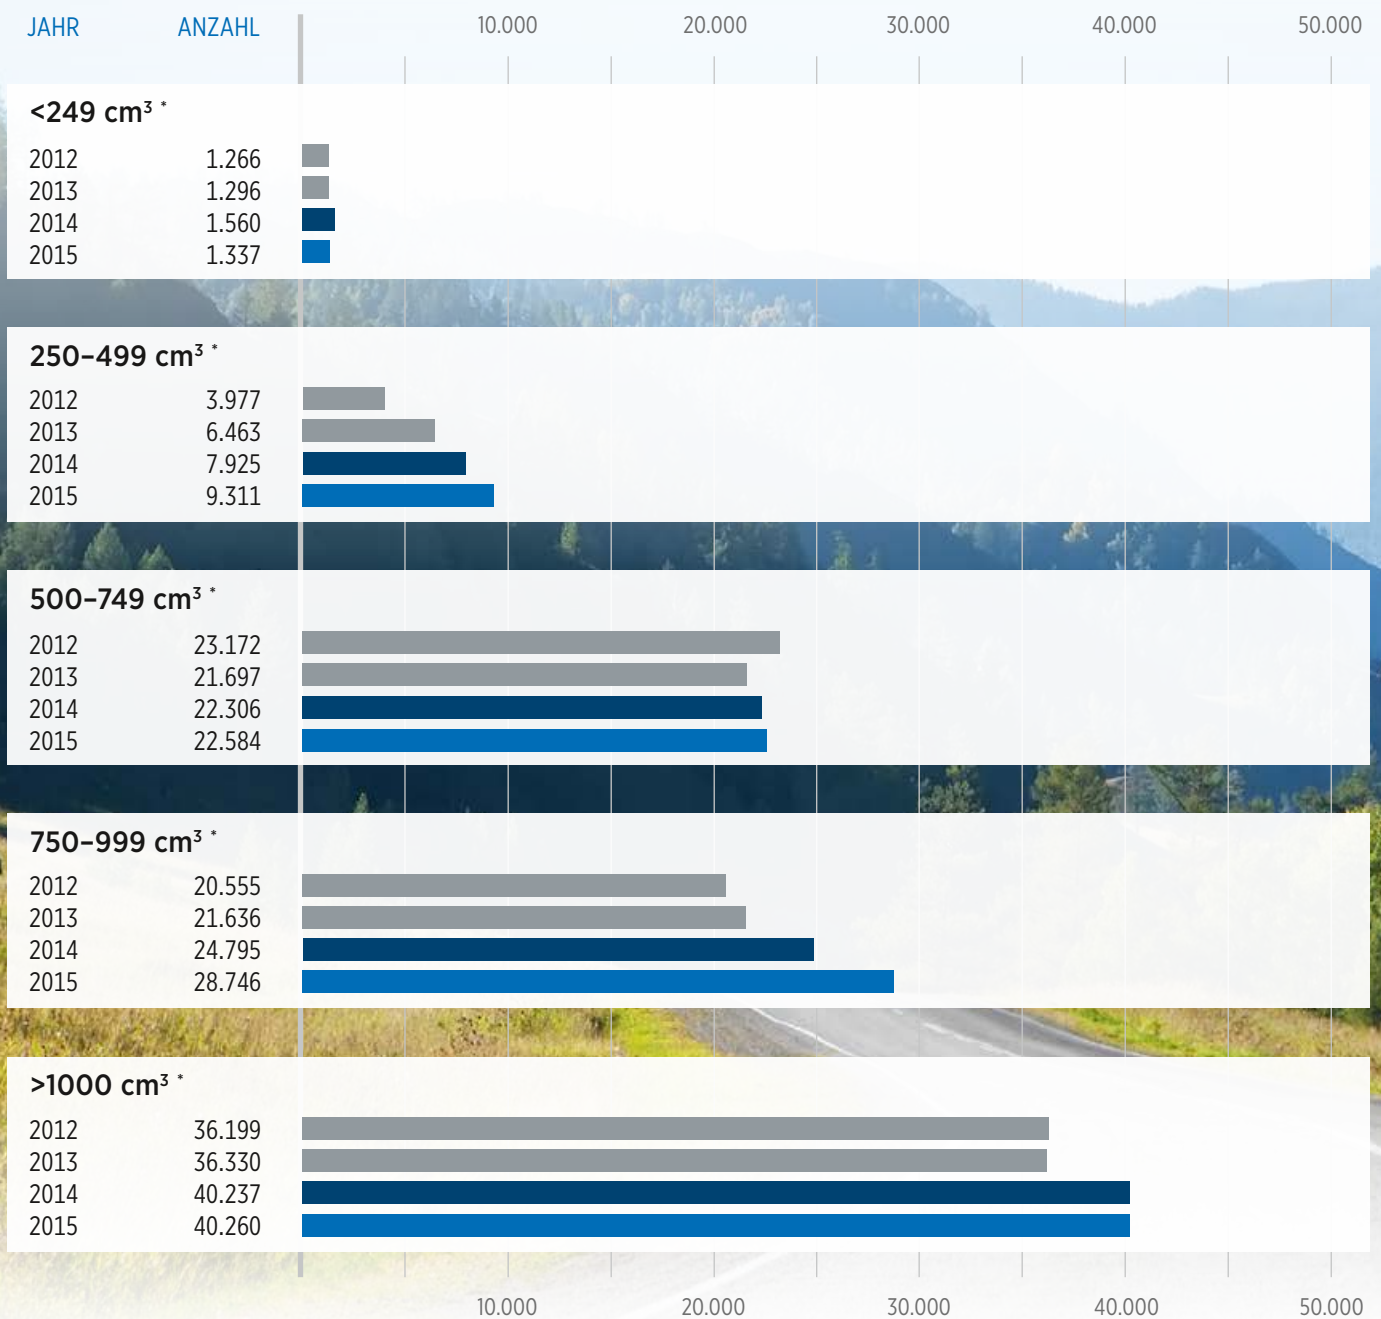 JAHR ANZAHL 10.000 20.000 30.000 40.000 50.000
<249 cm³ *
2012 1.266
2013 1.296
2014 1.560
2015 1.337
250–499 cm³ *
2012 3.977
2013 6.463
2014 7.925
2015 9.311
500–749 cm³ *
2012 23.172
2013 21.697
2014 22.306
2015 22.584
750–999 cm³ *
2012 20.555
2013 21.636
2014 24.795
2015 28.746
>1000 cm³ *
2012 36.199
2013 36.330
2014 40.237
2015 40.260
10.000 20.000 30.000 40.000 50.000